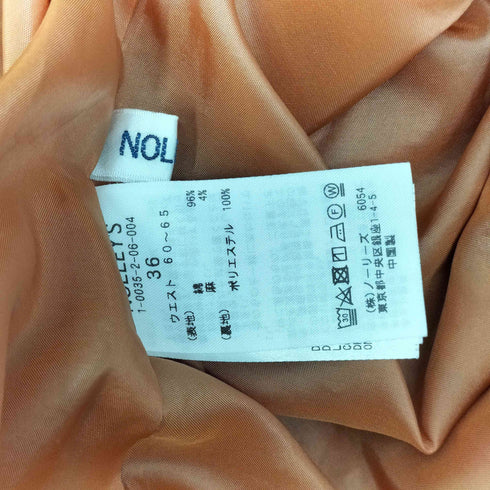 NOL
NOLLEY'S
1-0035-2-06-004
36
ウエスト 60～65
(表地) 綿 96%
麻 4%
(裏地) ポリエステル 100%
30
F W
(株)ノーリーズ 6054
東京都中央区銀座1-4-5
中国製